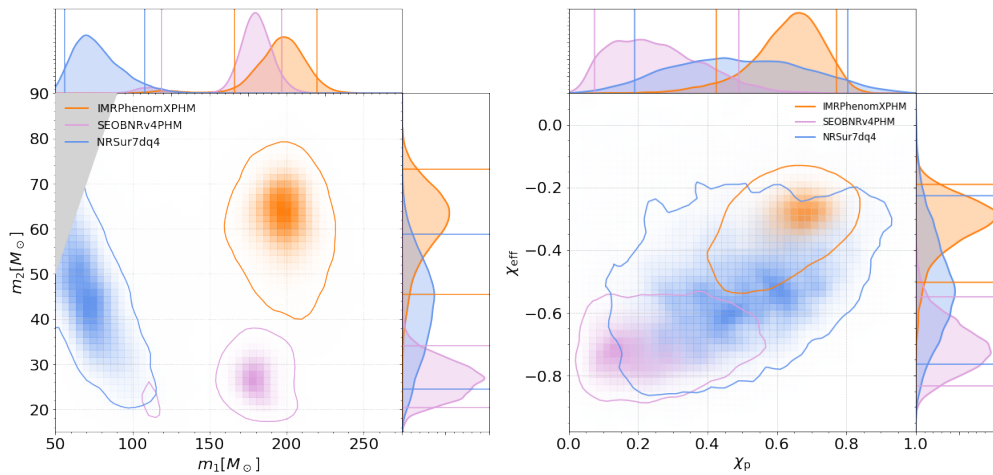 90
80
70
60
50
40
30
20
m₂[M⊙]
IMRPhenomXPHM
SEOBNRv4PHM
NRSur7dq4
50 100 150 200 250
m₁[M⊙]
0.0
−0.2
−0.4
−0.6
−0.8
χeff
IMRPhenomXPHM
SEOBNRv4PHM
NRSur7dq4
0.0 0.2 0.4 0.6 0.8 1.0
χp